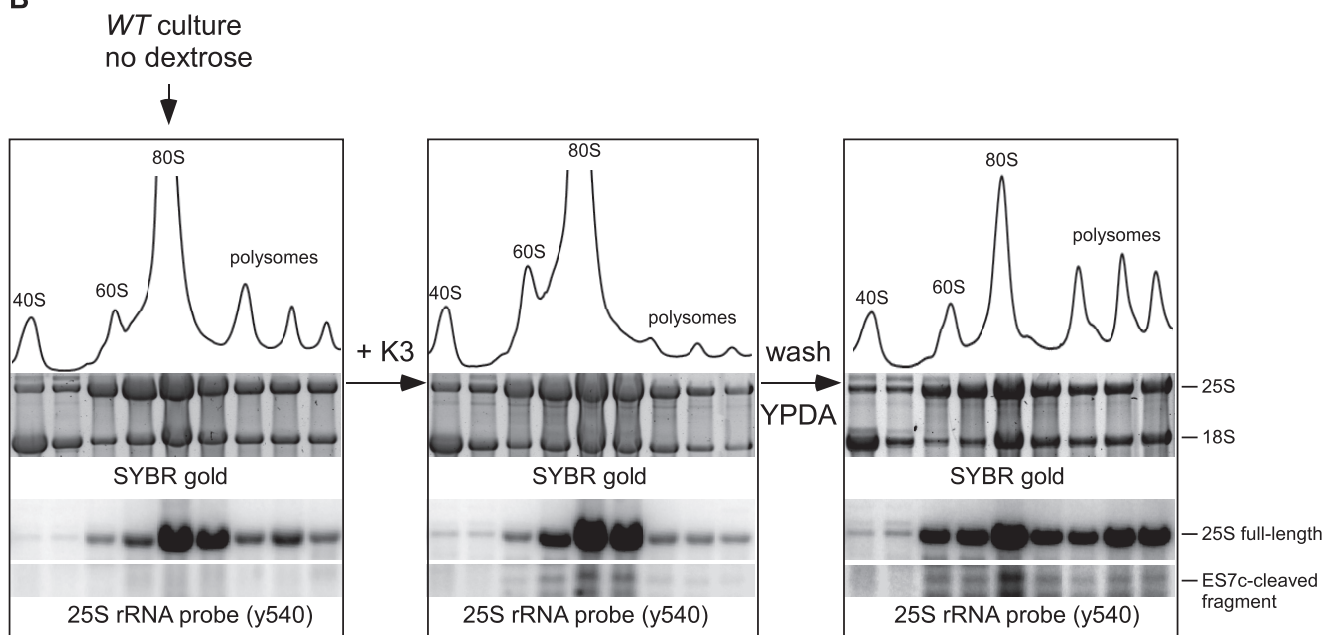 B
WT culture
no dextrose
80S
polysomes
60S
40S
SYBR gold
25S rRNA probe (y540)
+ K3
80S
60S
40S
polysomes
SYBR gold
25S rRNA probe (y540)
wash
YPDA
80S
polysomes
60S
40S
SYBR gold
25S rRNA probe (y540)
25S
18S
25S full-length
ES7c-cleaved
fragment